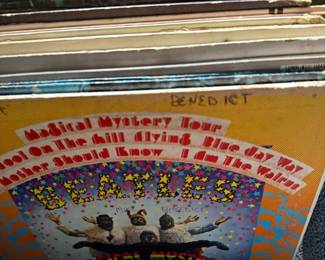 BENEDICT
Magical Mystery Tour
Fool On The Hill Flying Blue Jay Way
Mother Should Know I Am The Walrus
BEATLES